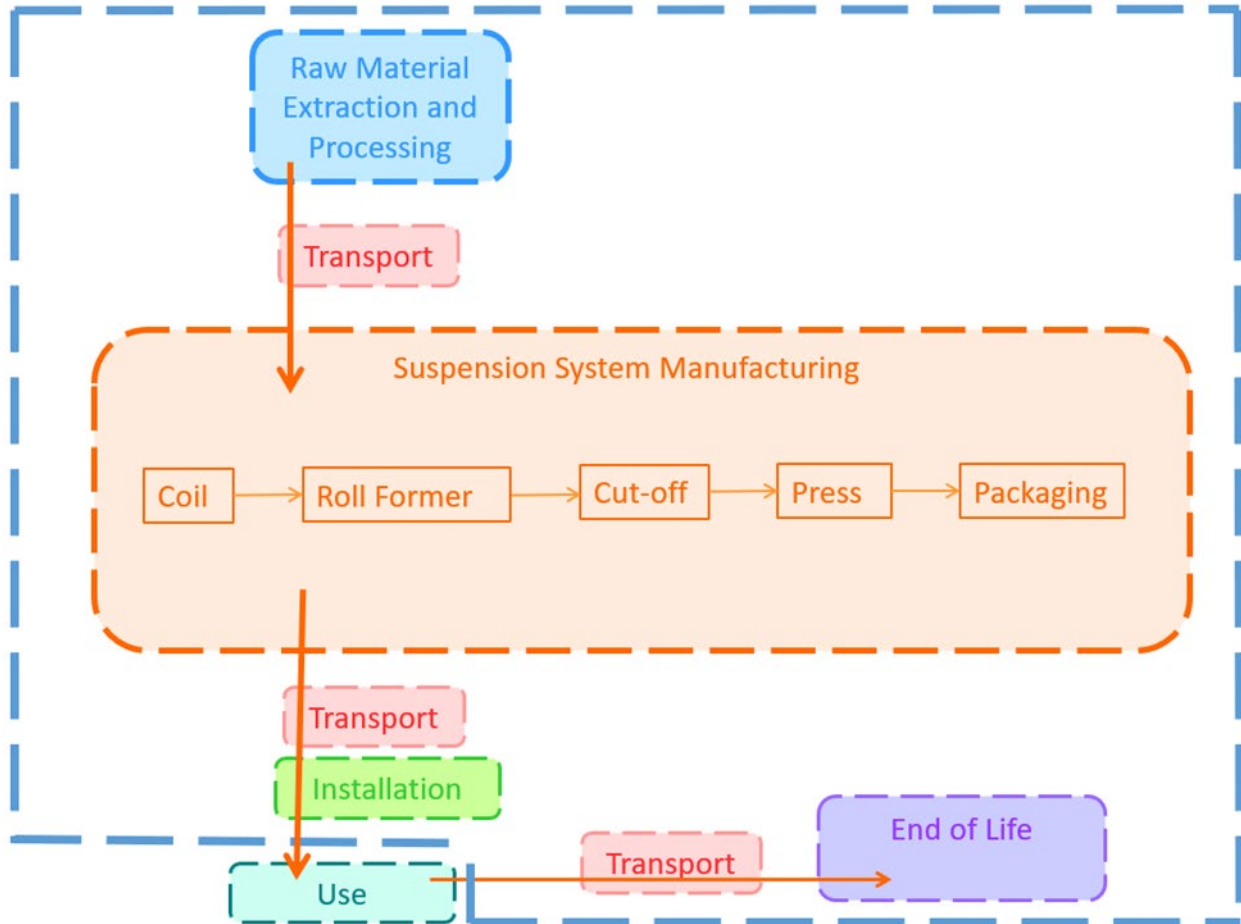 Raw Material
Extraction and
Processing
Transport
Suspension System Manufacturing
Coil
Roll Former
Cut-off
Press
Packaging
Transport
Installation
Use
Transport
End of Life